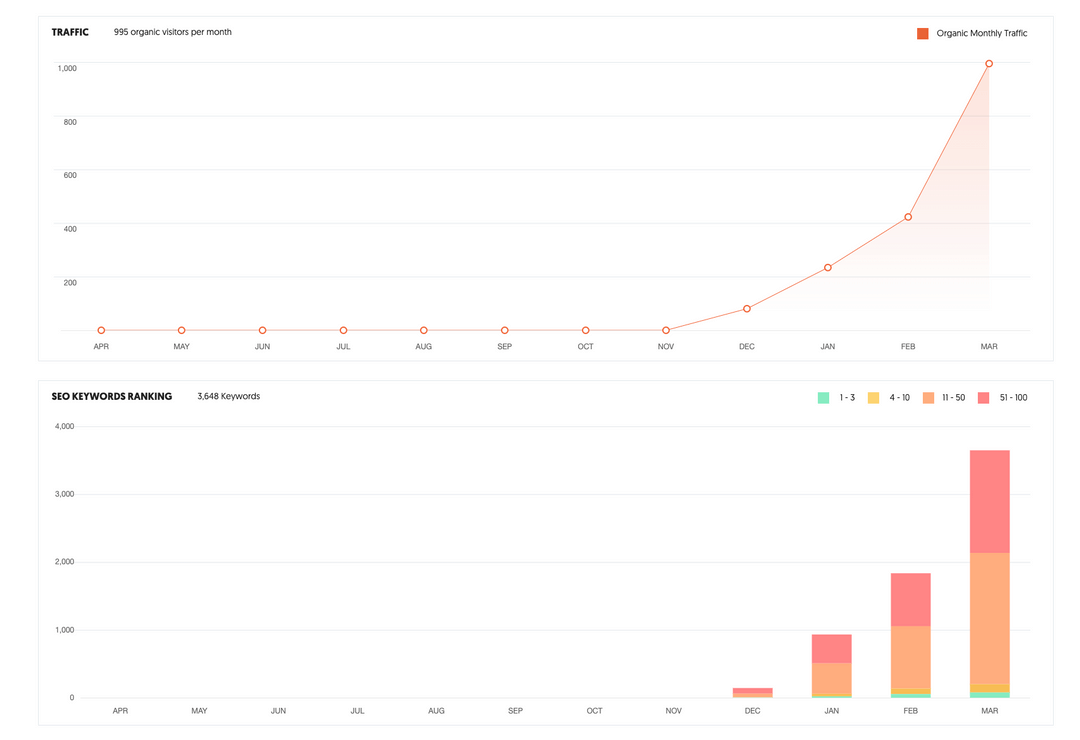 TRAFFIC 995 organic visitors per month Organic Monthly Traffic
1,000
800
600
400
200
APR MAY JUN JUL AUG SEP OCT NOV DEC JAN FEB MAR
SEO KEYWORDS RANKING 3,648 Keywords 1 - 3 4 - 10 11 - 50 51 - 100
4,000
3,000
2,000
1,000
0
APR MAY JUN JUL AUG SEP OCT NOV DEC JAN FEB MAR